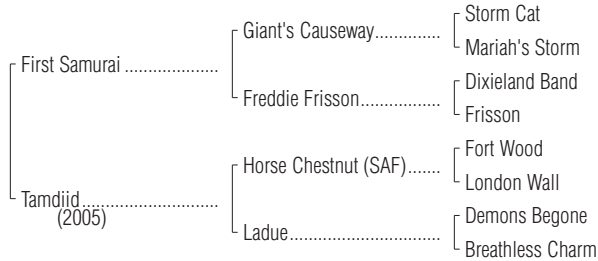 Storm Cat
Giant's Causeway..............
Mariah's Storm
First Samurai ....................
Dixieland Band
Freddie Frisson.................
Frisson
Fort Wood
Horse Chestnut (SAF).......
London Wall
Tamdiid.............................
(2005)
Demons Begone
Ladue................................
Breathless Charm